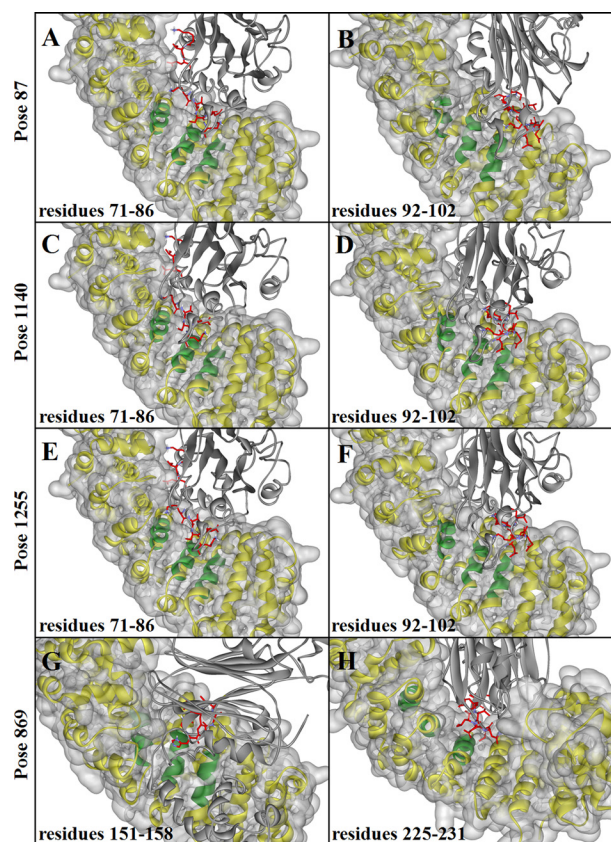 A
B
Pose 87
residues 71-86
residues 92-102
C
D
Pose 1140
residues 71-86
residues 92-102
E
F
Pose 1255
residues 71-86
residues 92-102
G
H
Pose 869
residues 151-158
residues 225-231